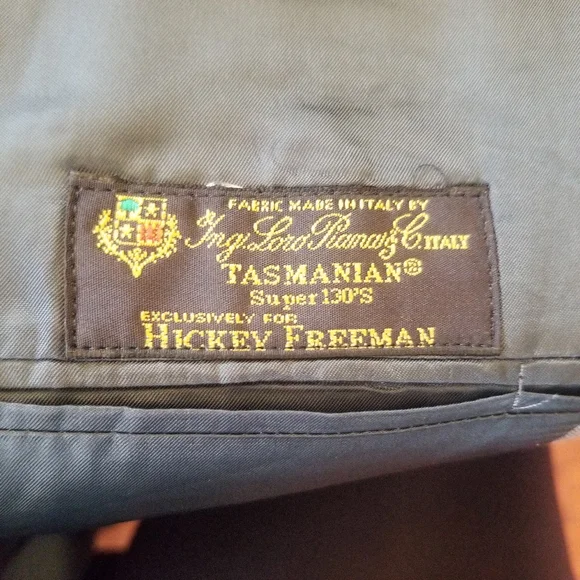 FABRIC MADE IN ITALY BY
Ing. Loro Piana & C. ITALY
TASMANIAN®
Super 130'S
EXCLUSIVELY FOR
HICKEY FREEMAN